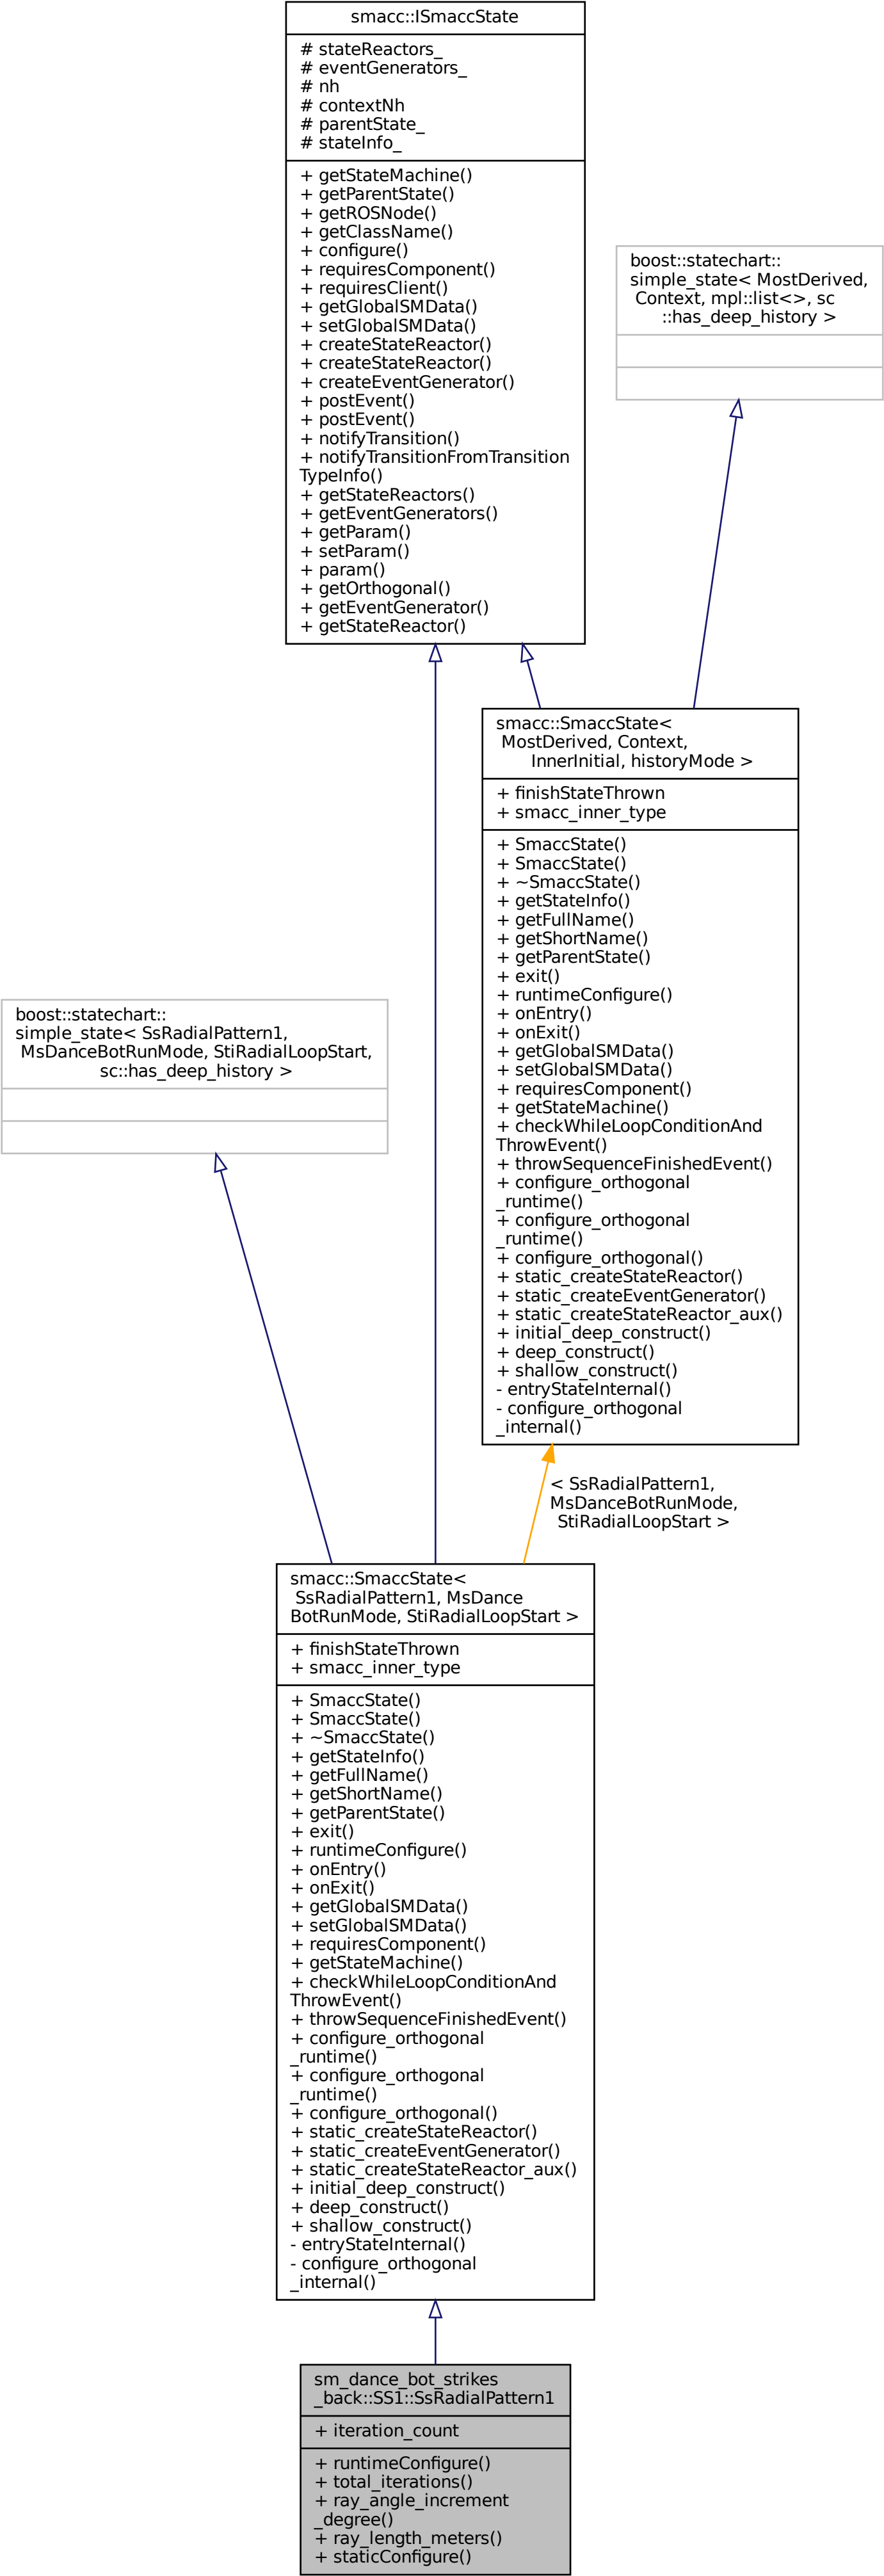 smacc::ISmaccState
# stateReactors_
# eventGenerators_
# nh
# contextNh
# parentState_
# stateInfo_
+ getStateMachine()
+ getParentState()
+ getROSNode()
+ getClassName()
+ configure()
+ requiresComponent()
+ requiresClient()
+ getGlobalSMData()
+ setGlobalSMData()
+ createStateReactor()
+ createStateReactor()
+ createEventGenerator()
+ postEvent()
+ postEvent()
+ notifyTransition()
+ notifyTransitionFromTransition
TypeInfo()
+ getStateReactors()
+ getEventGenerators()
+ getParam()
+ setParam()
+ param()
+ getOrthogonal()
+ getEventGenerator()
+ getStateReactor()
boost::statechart::
simple_state< MostDerived,
Context, mpl::list<>, sc
::has_deep_history >
smacc::SmaccState<
MostDerived, Context,
InnerInitial, historyMode >
+ finishStateThrown
+ smacc_inner_type
+ SmaccState()
+ SmaccState()
+ ~SmaccState()
+ getStateInfo()
+ getFullName()
+ getShortName()
+ getParentState()
+ exit()
+ runtimeConfigure()
+ onEntry()
+ onExit()
+ getGlobalSMData()
+ setGlobalSMData()
+ requiresComponent()
+ getStateMachine()
+ checkWhileLoopConditionAnd
ThrowEvent()
+ throwSequenceFinishedEvent()
+ configure_orthogonal
_runtime()
+ configure_orthogonal
_runtime()
+ configure_orthogonal()
+ static_createStateReactor()
+ static_createEventGenerator()
+ static_createStateReactor_aux()
+ initial_deep_construct()
+ deep_construct()
+ shallow_construct()
- entryStateInternal()
- configure_orthogonal
_internal()
boost::statechart::
simple_state< SsRadialPattern1,
MsDanceBotRunMode, StiRadialLoopStart,
sc::has_deep_history >
< SsRadialPattern1,
MsDanceBotRunMode,
StiRadialLoopStart >
smacc::SmaccState<
SsRadialPattern1, MsDance
BotRunMode, StiRadialLoopStart >
+ finishStateThrown
+ smacc_inner_type
+ SmaccState()
+ SmaccState()
+ ~SmaccState()
+ getStateInfo()
+ getFullName()
+ getShortName()
+ getParentState()
+ exit()
+ runtimeConfigure()
+ onEntry()
+ onExit()
+ getGlobalSMData()
+ setGlobalSMData()
+ requiresComponent()
+ getStateMachine()
+ checkWhileLoopConditionAnd
ThrowEvent()
+ throwSequenceFinishedEvent()
+ configure_orthogonal
_runtime()
+ configure_orthogonal
_runtime()
+ configure_orthogonal()
+ static_createStateReactor()
+ static_createEventGenerator()
+ static_createStateReactor_aux()
+ initial_deep_construct()
+ deep_construct()
+ shallow_construct()
- entryStateInternal()
- configure_orthogonal
_internal()
sm_dance_bot_strikes
_back::SS1::SsRadialPattern1
+ iteration_count
+ runtimeConfigure()
+ total_iterations()
+ ray_angle_increment
_degree()
+ ray_length_meters()
+ staticConfigure()